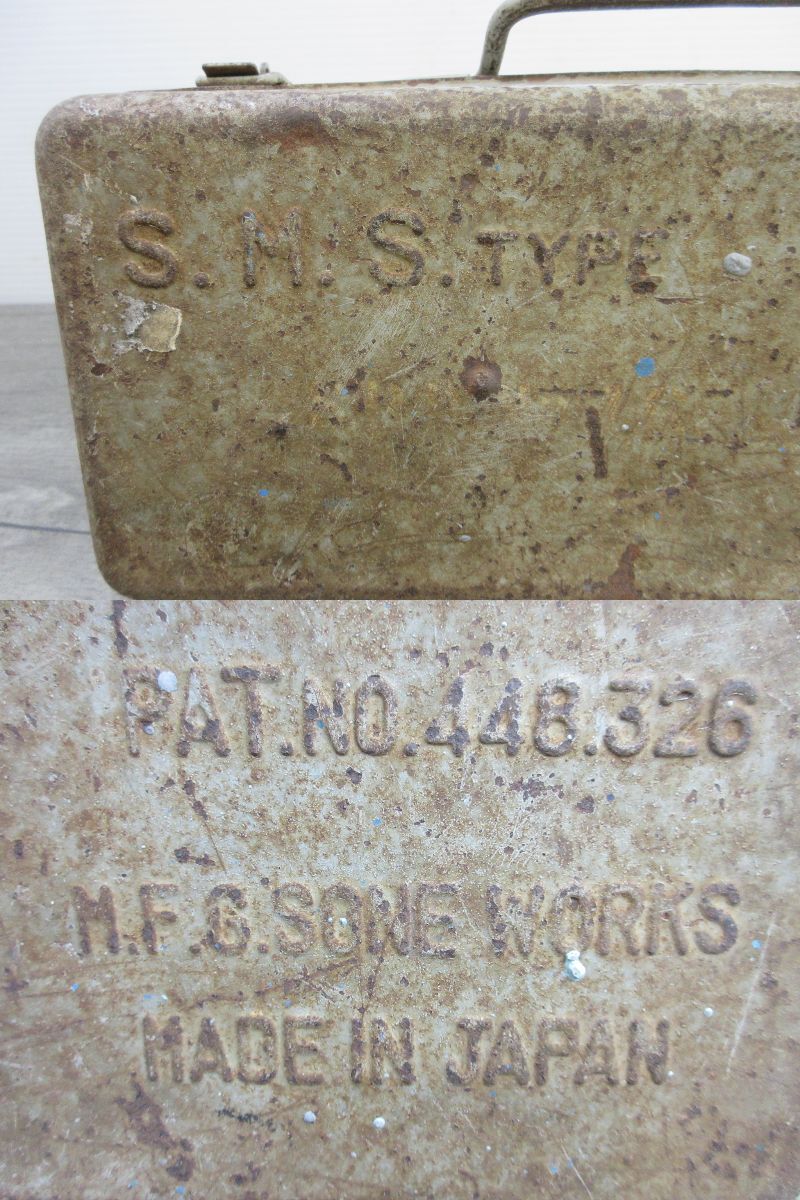 S.M.S. TYPE
PAT.NO.448.326
M.F.G.SONE WORKS
MADE IN JAPAN